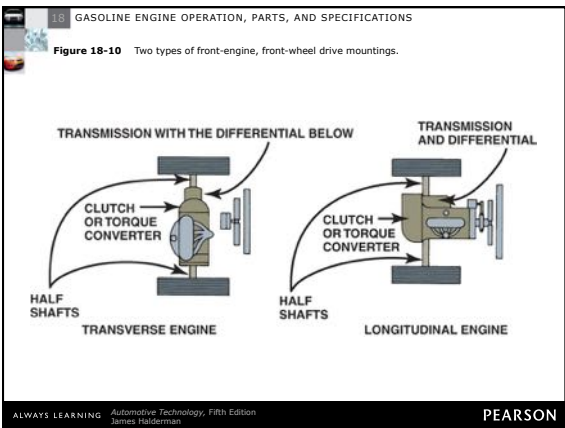 18 GASOLINE ENGINE OPERATION, PARTS, AND SPECIFICATIONS
Figure 18-10 Two types of front-engine, front-wheel drive mountings.
TRANSMISSION WITH THE DIFFERENTIAL BELOW
CLUTCH
OR TORQUE
CONVERTER
HALF
SHAFTS
TRANSVERSE ENGINE
TRANSMISSION
AND DIFFERENTIAL
CLUTCH
OR TORQUE
CONVERTER
HALF
SHAFTS
LONGITUDINAL ENGINE
ALWAYS LEARNING
Automotive Technology, Fifth Edition
James Halderman
PEARSON